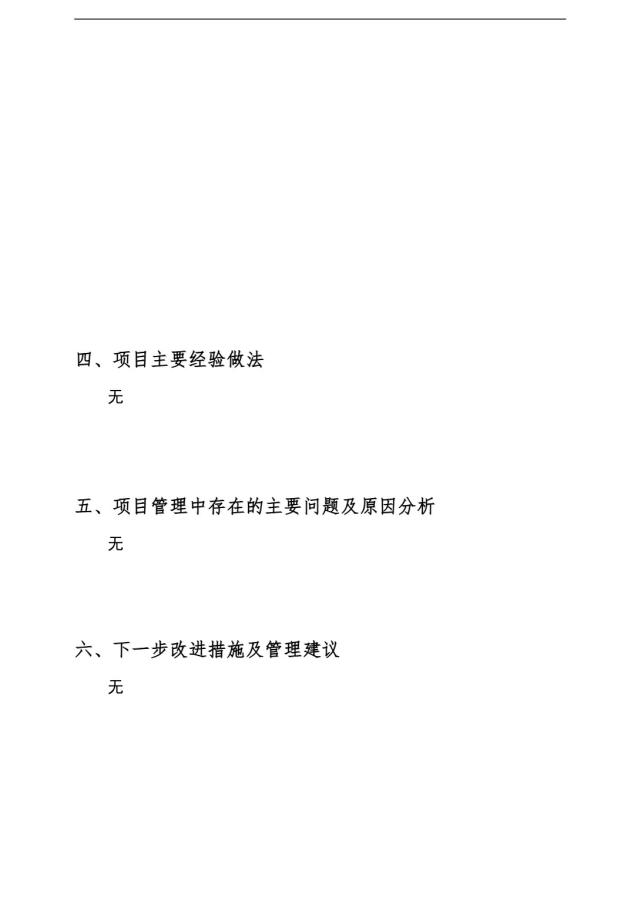 四、项目主要经验做法
无
五、项目管理中存在的主要问题及原因分析
无
六、下一步改进措施及管理建议
无